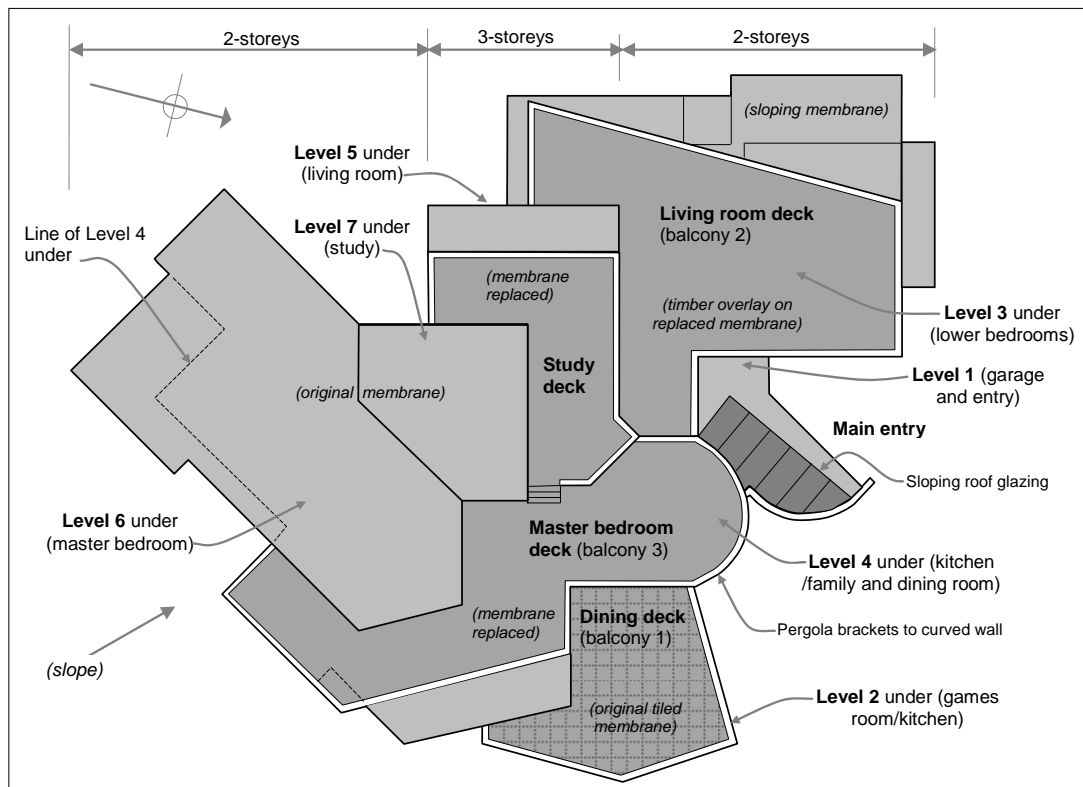 2-storeys
3-storeys
2-storeys
(sloping membrane)
Level 5 under
(living room)
Level 7 under
(study)
Line of Level 4
under
Living room deck
(balcony 2)
(membrane
replaced)
(timber overlay on
replaced membrane)
Level 3 under
(lower bedrooms)
Study
deck
(original membrane)
Level 1 (garage
and entry)
Main entry
Sloping roof glazing
Level 6 under
(master bedroom)
Master bedroom
deck (balcony 3)
Level 4 under (kitchen
/family and dining room)
(membrane
replaced)
Dining deck
(balcony 1)
Pergola brackets to curved wall
(slope)
(original tiled
membrane)
Level 2 under (games
room/kitchen)